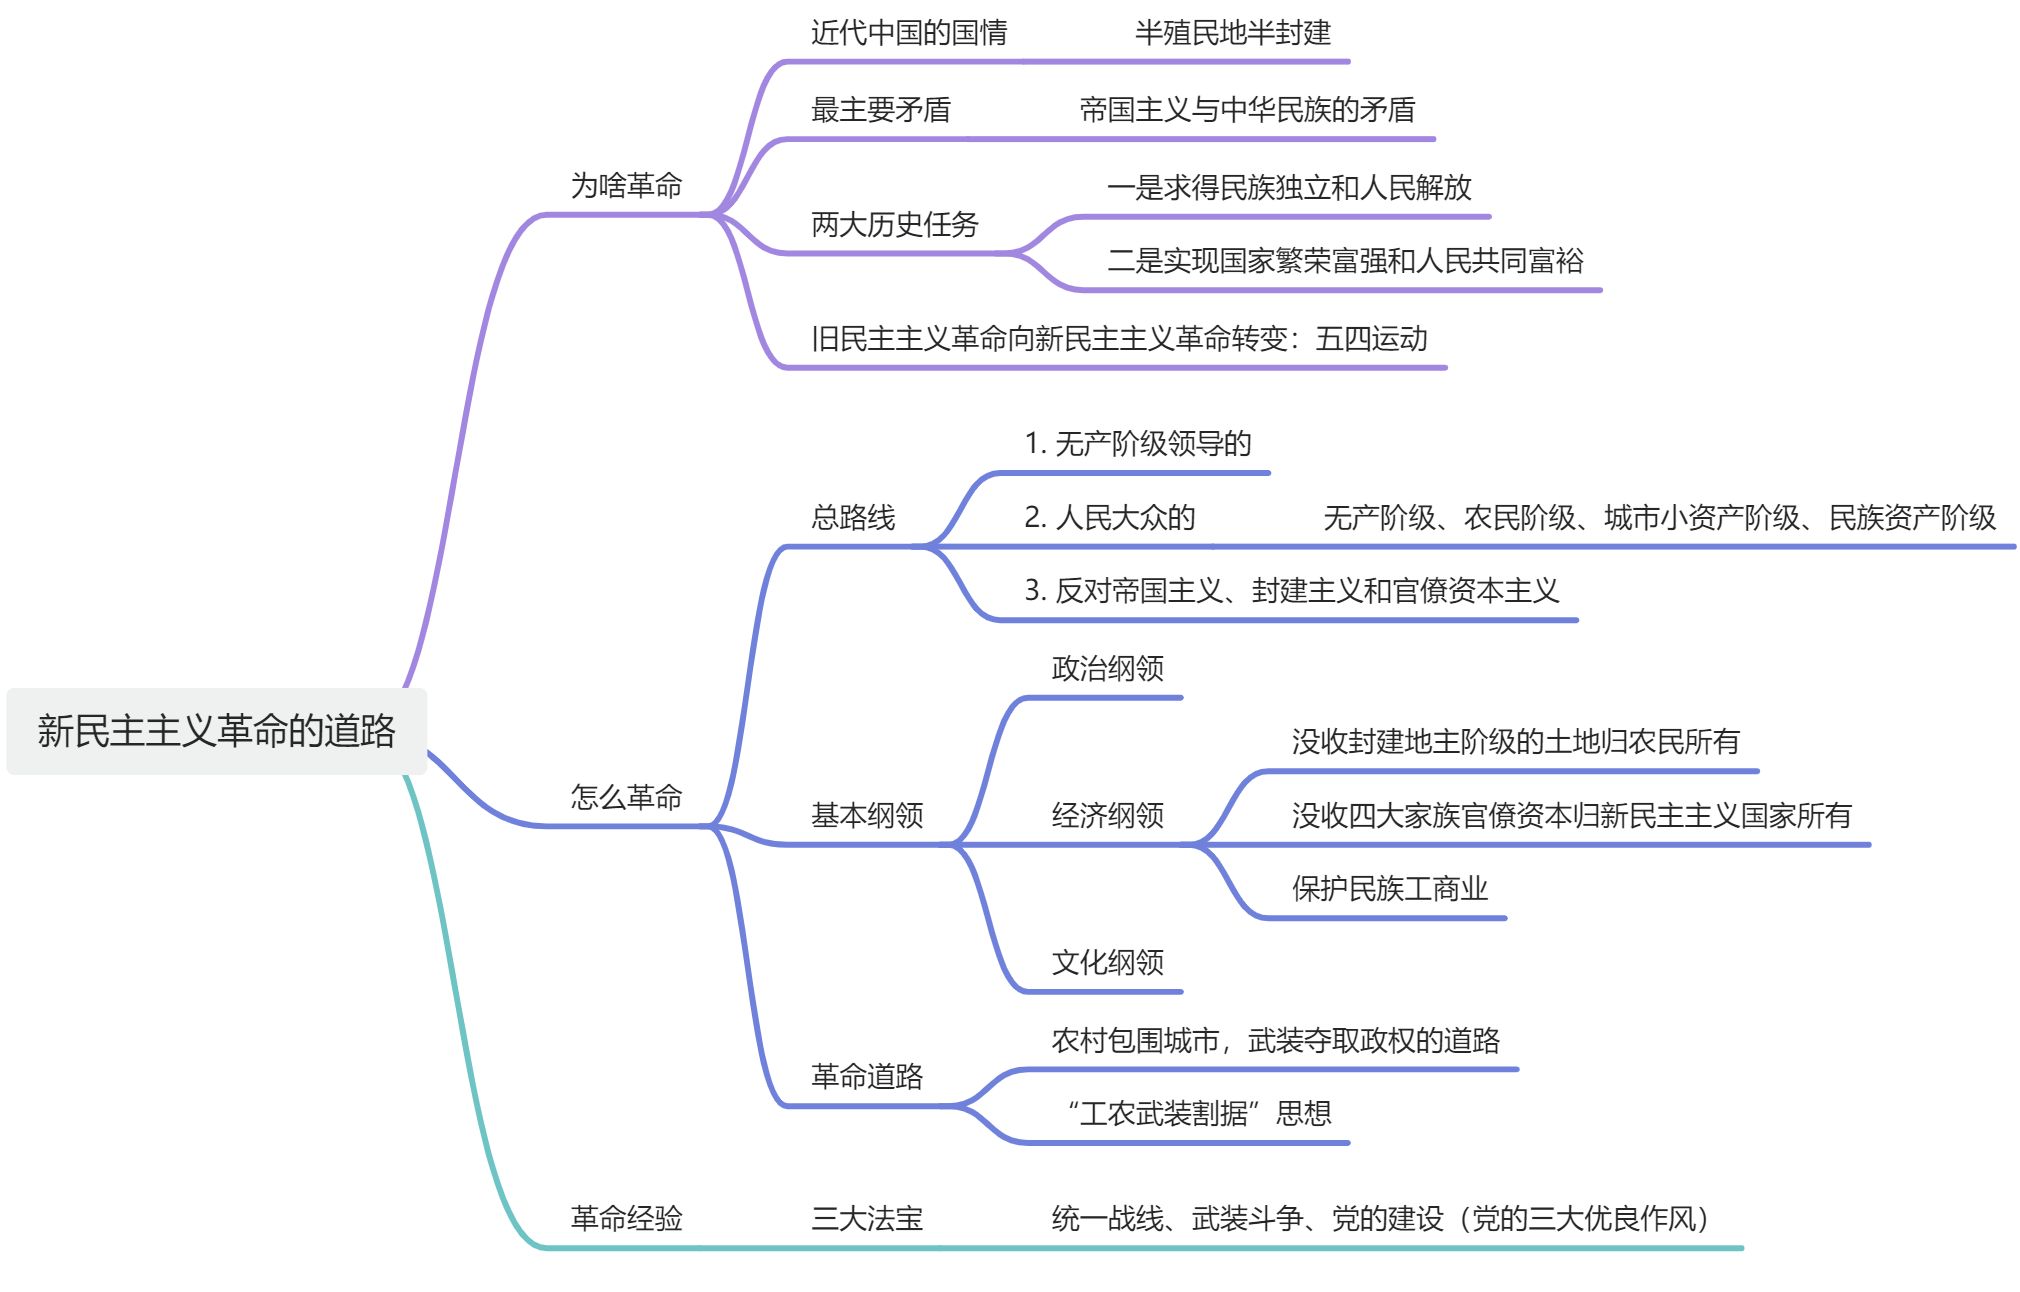 新民主主义革命的道路
为啥革命
近代中国的国情
半殖民地半封建
最主要矛盾
帝国主义与中华民族的矛盾
两大历史任务
一是求得民族独立和人民解放
二是实现国家繁荣富强和人民共同富裕
旧民主主义革命向新民主主义革命转变：五四运动
怎么革命
总路线
1. 无产阶级领导的
2. 人民大众的
无产阶级、农民阶级、城市小资产阶级、民族资产阶级
3. 反对帝国主义、封建主义和官僚资本主义
基本纲领
政治纲领
经济纲领
没收封建地主阶级的土地归农民所有
没收四大家族官僚资本归新民主主义国家所有
保护民族工商业
文化纲领
革命道路
农村包围城市，武装夺取政权的道路
“工农武装割据”思想
革命经验
三大法宝
统一战线、武装斗争、党的建设（党的三大优良作风）